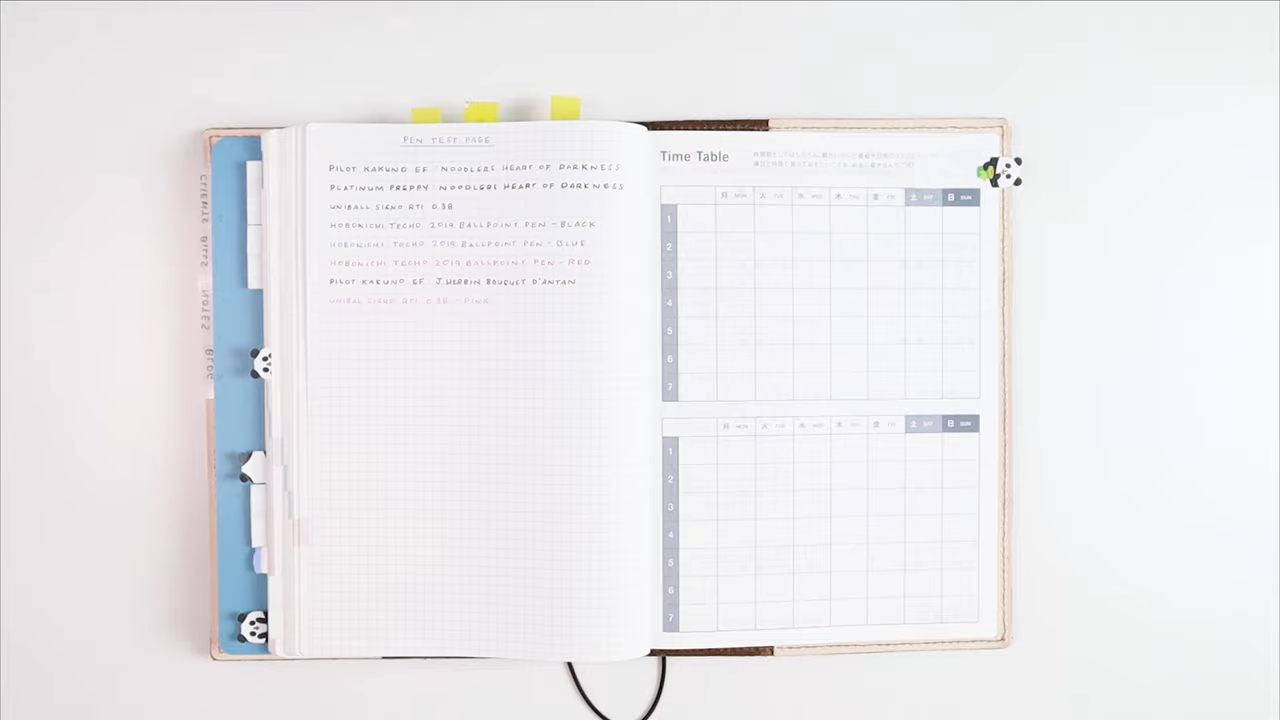 PEN TEST PAGE
PILOT KAKUNO EF : NOODLERS HEART OF DARKNESS
PLATINUM PREPPY : NOODLERS HEART OF DARKNESS
UNIBALL SIGNO RT1 0.38
HOBONICHI TECHO 2019 BALLPOINT PEN - BLACK
HOBONICHI TECHO 2019 BALLPOINT PEN - BLUE
HOBONICHI TECHO 2019 BALLPOINT PEN - RED
PILOT KAKUNO EF : J.HERBIN BOUQUET D'ANTAN
UNIBAL SIGNO RT1 0.38 - PINK
Time Table
月 MON 火 TUE 水 WED 木 THU 金 FRI 土 SAT 日 SUN
1
2
3
4
5
6
7
月 MON 火 TUE 水 WED 木 THU 金 FRI 土 SAT 日 SUN
1
2
3
4
5
6
7
NOTES